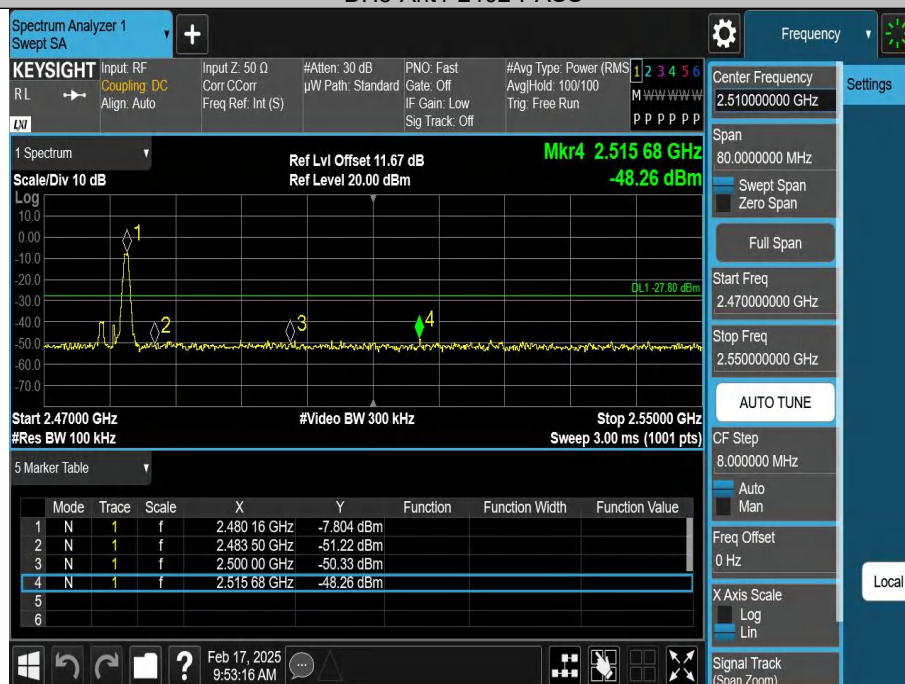 Spectrum Analyzer 1
Swept SA
+
Frequency
KEYSIGHT
RL
LXI
Input: RF
Coupling: DC
Align: Auto
Input Z: 50 Ω
Corr CCorr
Freq Ref: Int (S)
#Atten: 30 dB
µW Path: Standard
PNO: Fast
Gate: Off
IF Gain: Low
Sig Track: Off
#Avg Type: Power (RMS
Avg|Hold: 100/100
Trig: Free Run
1 2 3 4 5 6
M W W W W W
P P P P P P
Center Frequency
2.510000000 GHz
Settings
Span
80.0000000 MHz
Swept Span
Zero Span
Full Span
Start Freq
2.470000000 GHz
Stop Freq
2.550000000 GHz
AUTO TUNE
CF Step
8.000000 MHz
Auto
Man
Freq Offset
0 Hz
X Axis Scale
Log
Lin
Local
Signal Track
(Span Zoom)
1 Spectrum
Scale/Div 10 dB
Ref Lvl Offset 11.67 dB
Ref Level 20.00 dBm
Mkr4 2.515 68 GHz
-48.26 dBm
Log
10.0
0.00
-10.0
-20.0
-30.0
-40.0
-50.0
-60.0
-70.0
1
2
3
4
DL1 -27.80 dBm
Start 2.47000 GHz
#Video BW 300 kHz
Stop 2.55000 GHz
#Res BW 100 kHz
Sweep 3.00 ms (1001 pts)
5 Marker Table
Mode Trace Scale X Y Function Function Width Function Value
1 N 1 f 2.480 16 GHz -7.804 dBm
2 N 1 f 2.483 50 GHz -51.22 dBm
3 N 1 f 2.500 00 GHz -50.33 dBm
4 N 1 f 2.515 68 GHz -48.26 dBm
5
6
?
Feb 17, 2025
9:53:16 AM